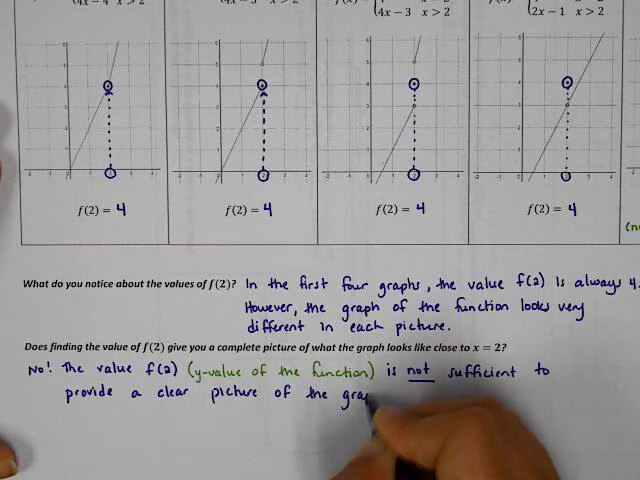 (4x − 3 x > 2
(2x − 1 x > 2
f(2) = 4
f(2) = 4
f(2) = 4
f(2) = 4
What do you notice about the values of f(2)? In the first four graphs, the value f(2) is always 4.
However, the graph of the function looks very
different in each picture.
Does finding the value of f(2) give you a complete picture of what the graph looks like close to x = 2?
No! The value f(2) (y-value of the function) is not sufficient to
provide a clear picture of the gra